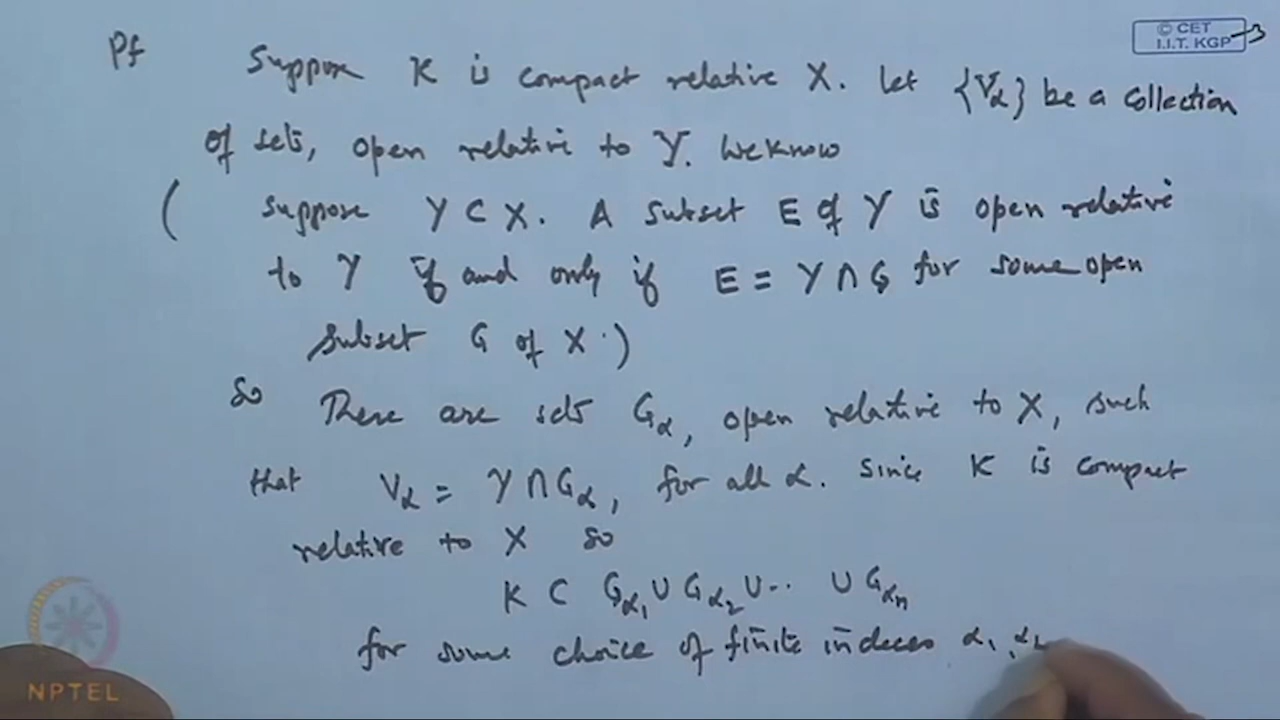 © CET
I.I.T. KGP
Pf Suppose K is compact relative X. Let {Vα} be a collection
of sets, open relative to Y. We know
( Suppose Y ⊂ X. A subset E of Y is open relative
to Y if and only if E = Y ∩ G for some open
subset G of X.)
So There are sets Gα, open relative to X, such
that Vα = Y ∩ Gα, for all α. Since K is compact
relative to X so
K ⊂ Gα₁ ∪ Gα₂ ∪ ·· ∪ Gαₙ
for some choice of finite indeces α₁, α₂
NPTEL